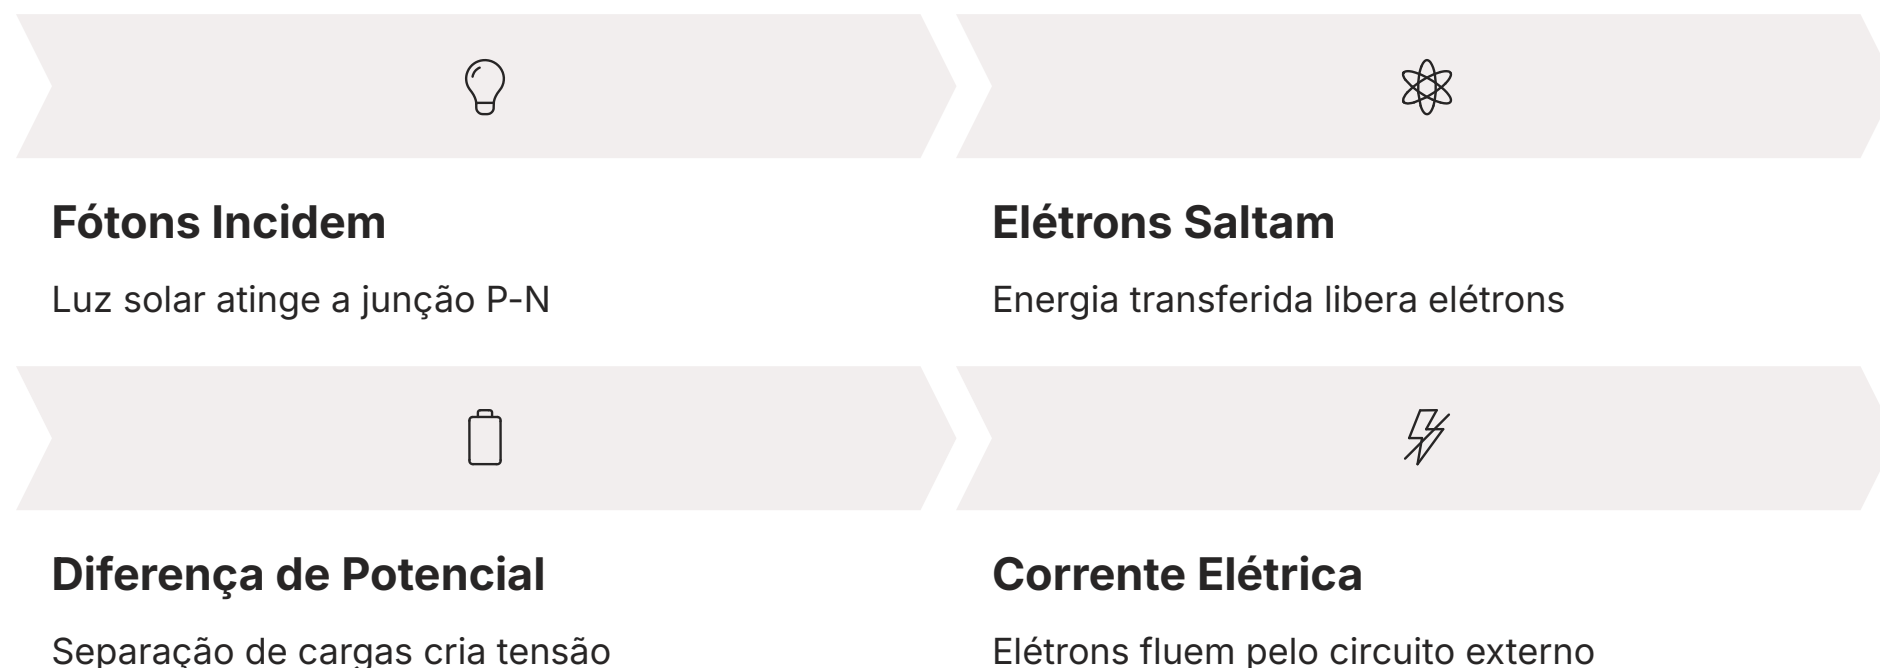 Fótons Incidem
Luz solar atinge a junção P-N
Elétrons Saltam
Energia transferida libera elétrons
Diferença de Potencial
Separação de cargas cria tensão
Corrente Elétrica
Elétrons fluem pelo circuito externo